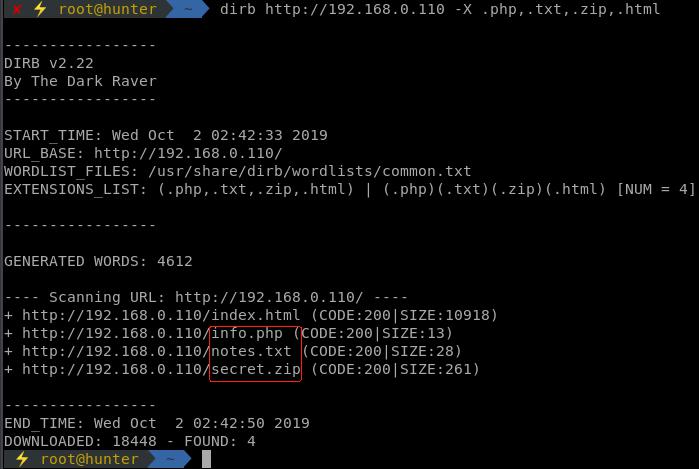 ✘ ⚡ root@hunter ~ dirb http://192.168.0.110 -X .php,.txt,.zip,.html
-----------------
DIRB v2.22
By The Dark Raver
-----------------
START_TIME: Wed Oct  2 02:42:33 2019
URL_BASE: http://192.168.0.110/
WORDLIST_FILES: /usr/share/dirb/wordlists/common.txt
EXTENSIONS_LIST: (.php,.txt,.zip,.html) | (.php)(.txt)(.zip)(.html) [NUM = 4]
-----------------
GENERATED WORDS: 4612
---- Scanning URL: http://192.168.0.110/ ----
+ http://192.168.0.110/index.html (CODE:200|SIZE:10918)
+ http://192.168.0.110/info.php (CODE:200|SIZE:13)
+ http://192.168.0.110/notes.txt (CODE:200|SIZE:28)
+ http://192.168.0.110/secret.zip (CODE:200|SIZE:261)
-----------------
END_TIME: Wed Oct  2 02:42:50 2019
DOWNLOADED: 18448 - FOUND: 4
⚡ root@hunter ~